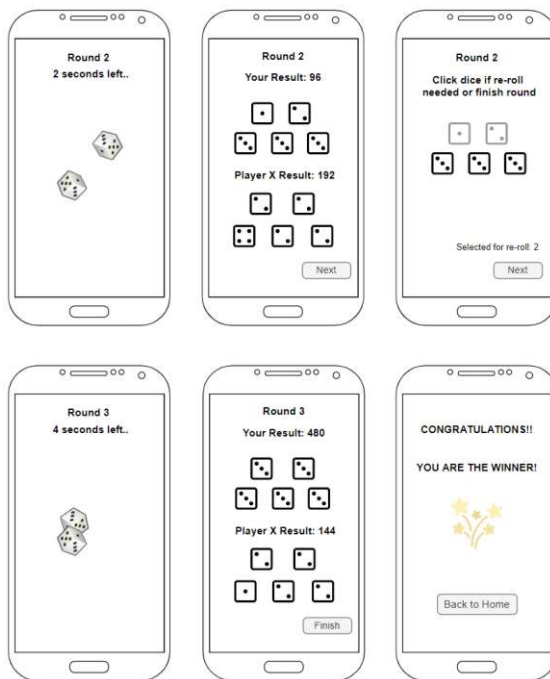 Round 2
2 seconds left..
Round 2
Your Result: 96
Player X Result: 192
Next
Round 2
Click dice if re-roll
needed or finish round
Selected for re-roll: 2
Next
Round 3
4 seconds left..
Round 3
Your Result: 480
Player X Result: 144
Finish
CONGRATULATIONS!!
YOU ARE THE WINNER!
Back to Home